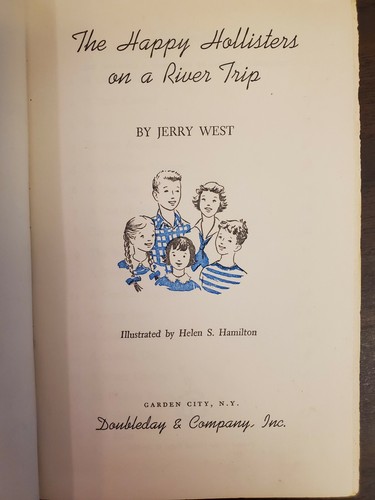 The Happy Hollisters
on a River Trip
BY JERRY WEST
Illustrated by Helen S. Hamilton
GARDEN CITY, N.Y.
Doubleday & Company, Inc.